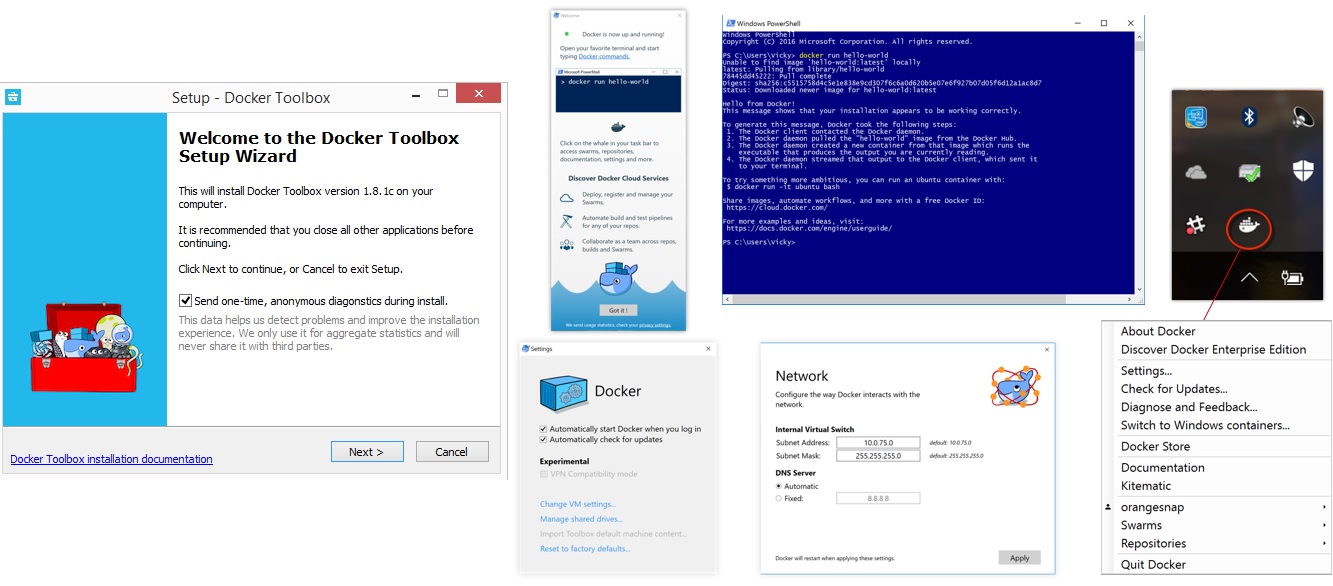 Setup - Docker Toolbox
Welcome to the Docker Toolbox
Setup Wizard
This will install Docker Toolbox version 1.8.1c on your
computer.
It is recommended that you close all other applications before
continuing.
Click Next to continue, or Cancel to exit Setup.
Send one-time, anonymous diagonstics during install.
This data helps us detect problems and improve the installation
experience. We only use it for aggregate statistics and will
never share it with third parties.
Docker Toolbox installation documentation
Next >
Cancel
Welcome
Docker is now up and running!
Open your favorite terminal and start
typing Docker commands.
Windows PowerShell
> docker run hello-world
Click on the whale in your task bar to
access swarms, repositories,
documentation, settings and more.
Discover Docker Cloud Services
Deploy, register and manage your
Swarms.
Automate build and test pipelines
for any of your repos.
Collaborate as a team across repos,
builds and Swarms.
Got it !
We send usage statistics, check your privacy settings.
Windows PowerShell
Windows PowerShell
Copyright (C) 2016 Microsoft Corporation. All rights reserved.
PS C:\Users\Vicky> docker run hello-world
Unable to find image 'hello-world:latest' locally
latest: Pulling from library/hello-world
78445dd45222: Pull complete
Digest: sha256:c5515758d4c5e1e838e9cd307f6c6a0d620b5e07e6f927b07d05f6d12a1ac8d7
Status: Downloaded newer image for hello-world:latest
Hello from Docker!
This message shows that your installation appears to be working correctly.
To generate this message, Docker took the following steps:
1. The Docker client contacted the Docker daemon.
2. The Docker daemon pulled the "hello-world" image from the Docker Hub.
3. The Docker daemon created a new container from that image which runs the
executable that produces the output you are currently reading.
4. The Docker daemon streamed that output to the Docker client, which sent it
to your terminal.
To try something more ambitious, you can run an Ubuntu container with:
$ docker run -it ubuntu bash
Share images, automate workflows, and more with a free Docker ID:
https://cloud.docker.com/
For more examples and ideas, visit:
https://docs.docker.com/engine/userguide/
PS C:\Users\Vicky>
Settings
Docker
Automatically start Docker when you log in
Automatically check for updates
Experimental
VPN Compatibility mode
Change VM settings...
Manage shared drives...
Import Toolbox default machine content...
Reset to factory defaults...
Network
Configure the way Docker interacts with the
network.
Internal Virtual Switch
Subnet Address: 10.0.75.0 default: 10.0.75.0
Subnet Mask: 255.255.255.0 default: 255.255.255.0
DNS Server
Automatic
Fixed: 8.8.8.8
Docker will restart when applying these settings.
Apply
About Docker
Discover Docker Enterprise Edition
Settings...
Check for Updates...
Diagnose and Feedback...
Switch to Windows containers...
Docker Store
Documentation
Kitematic
orangesnap
Swarms
Repositories
Quit Docker